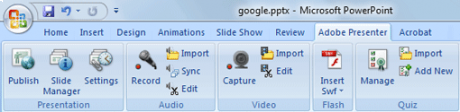 google.pptx - Microsoft PowerPoint
Home Insert Design Animations Slide Show Review View Adobe Presenter Acrobat
Publish Slide Manager Settings Record Import Sync Edit Capture Import Edit Insert Swf Manage Import Add New
Presentation Audio Video Flash Quiz